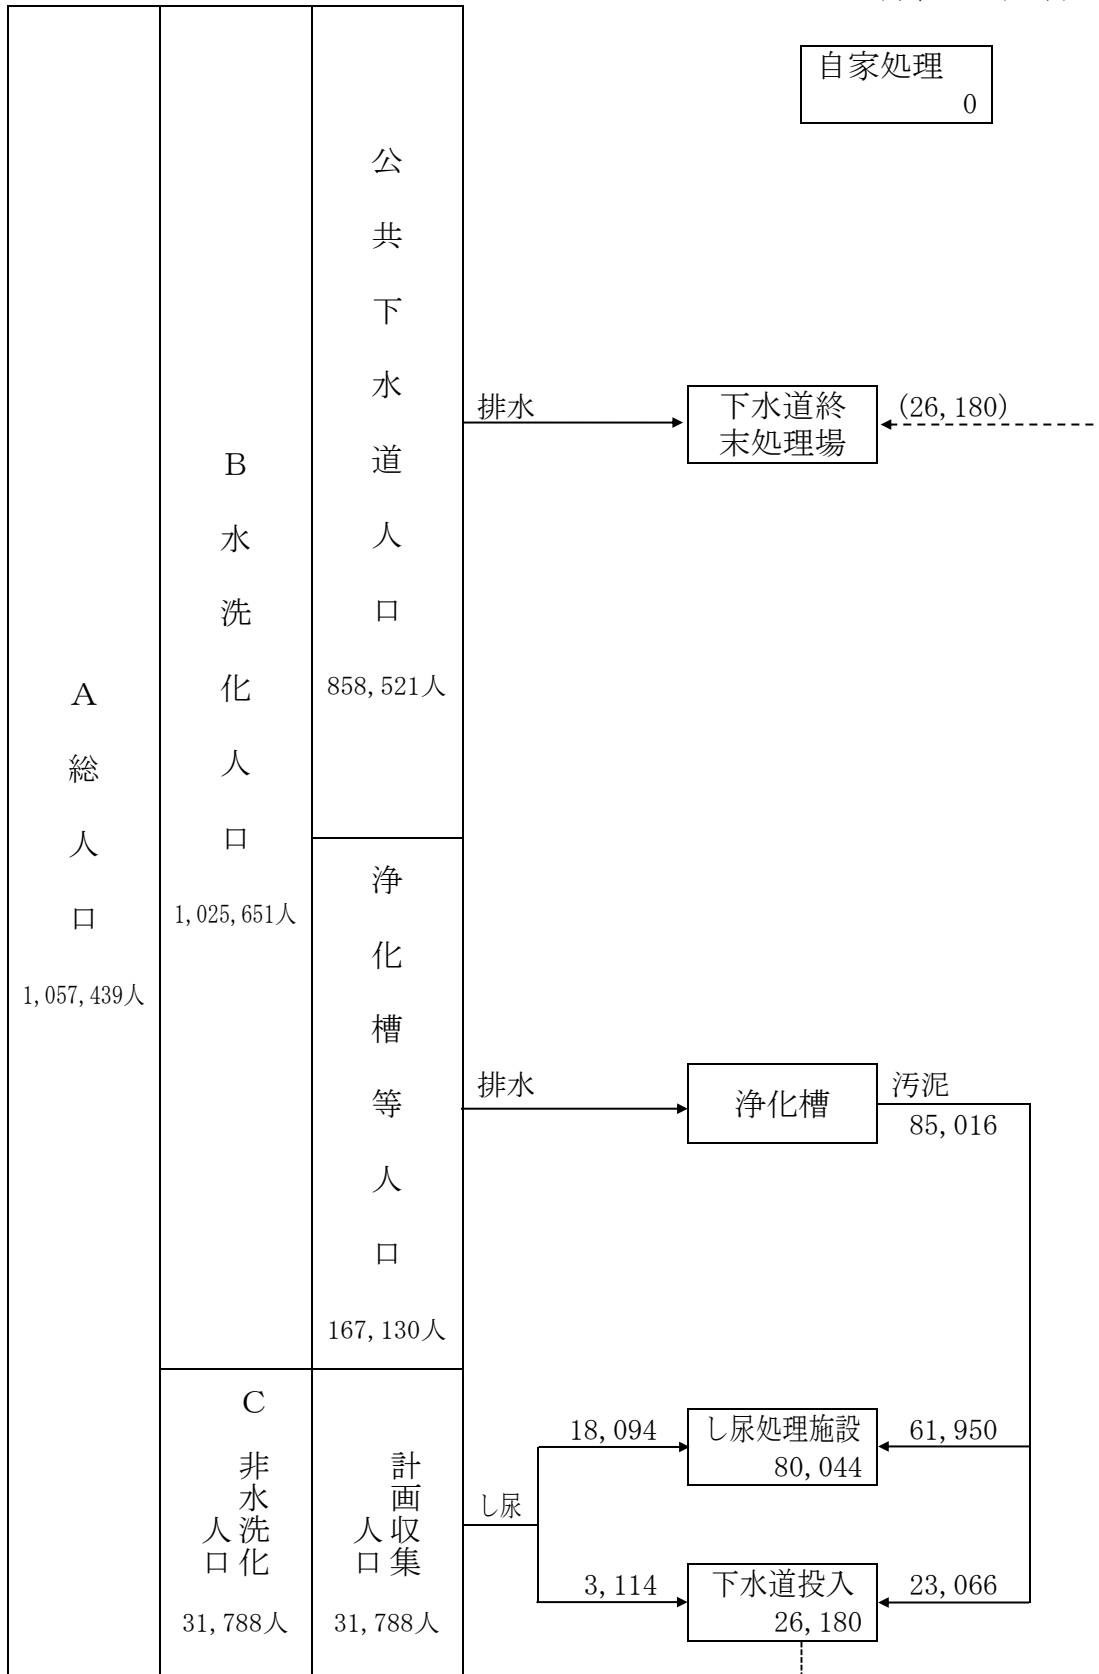 自家処理
0
A総人口
1,057,439人
B水洗化人口
1,025,651人
公共下水道人口
858,521人
排水
下水道終
末処理場
(26,180)
浄化槽等人口
167,130人
排水
浄化槽
汚泥
85,016
C
非水洗化
人口
31,788人
計画収集
人口
31,788人
し尿
18,094
し尿処理施設
80,044
61,950
3,114
下水道投入
26,180
23,066